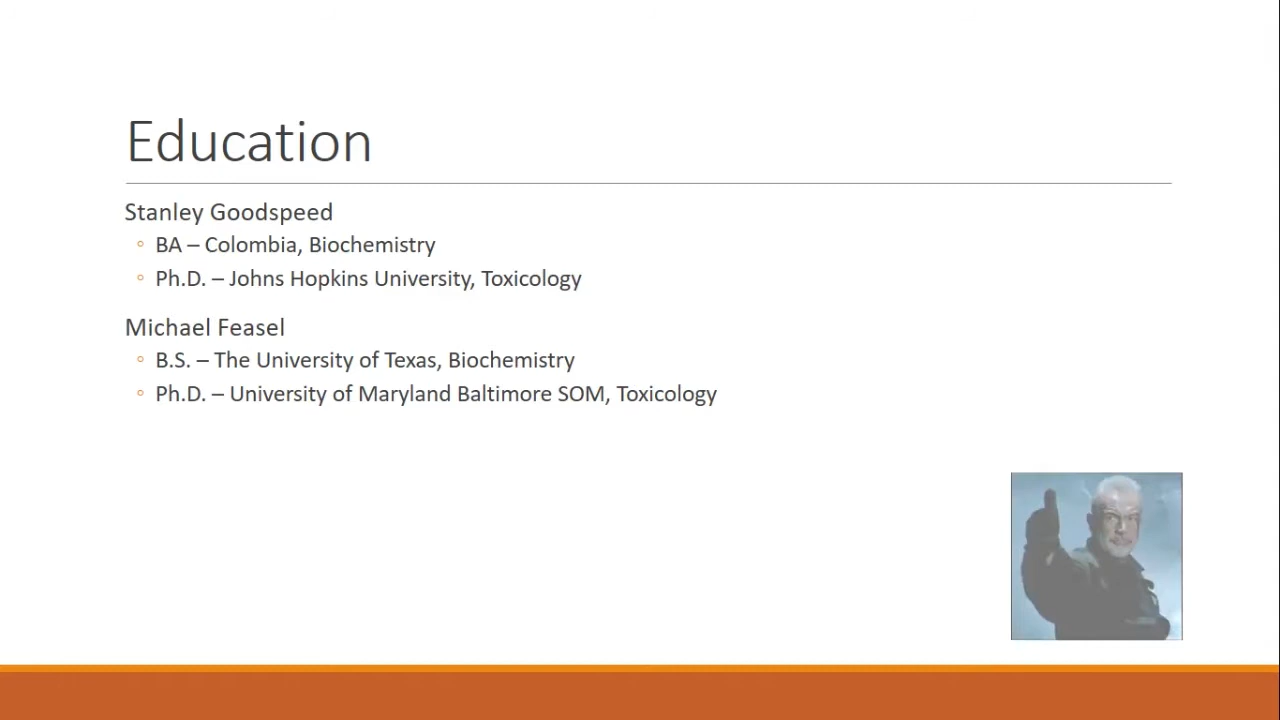 Education
Stanley Goodspeed
BA – Colombia, Biochemistry
Ph.D. – Johns Hopkins University, Toxicology
Michael Feasel
B.S. – The University of Texas, Biochemistry
Ph.D. – University of Maryland Baltimore SOM, Toxicology